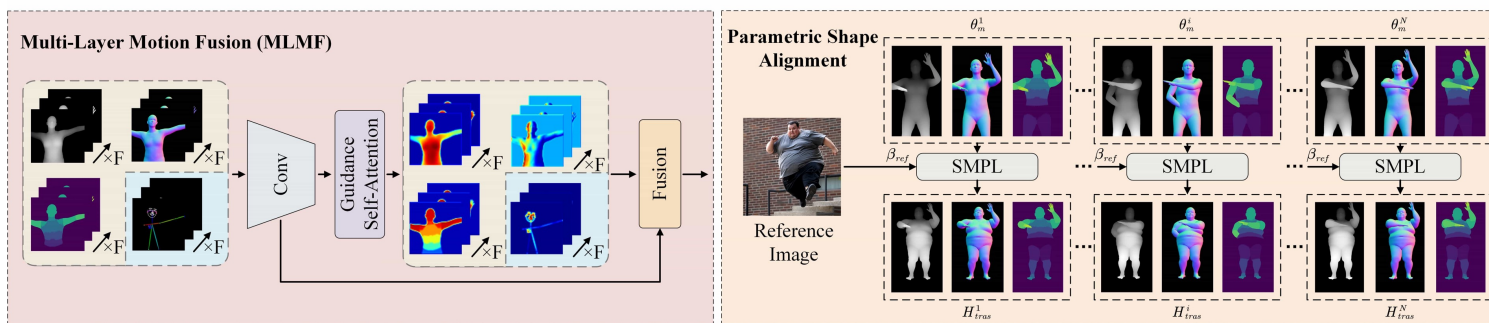 Multi-Layer Motion Fusion (MLMF)
×F
×F
×F
×F
Conv
Guidance
Self-Attention
×F
×F
×F
×F
Fusion
Parametric Shape
Alignment
Reference
Image
θ_m^1
θ_m^i
θ_m^N
β_ref
SMPL
β_ref
SMPL
β_ref
SMPL
H_tras^1
H_tras^i
H_tras^N